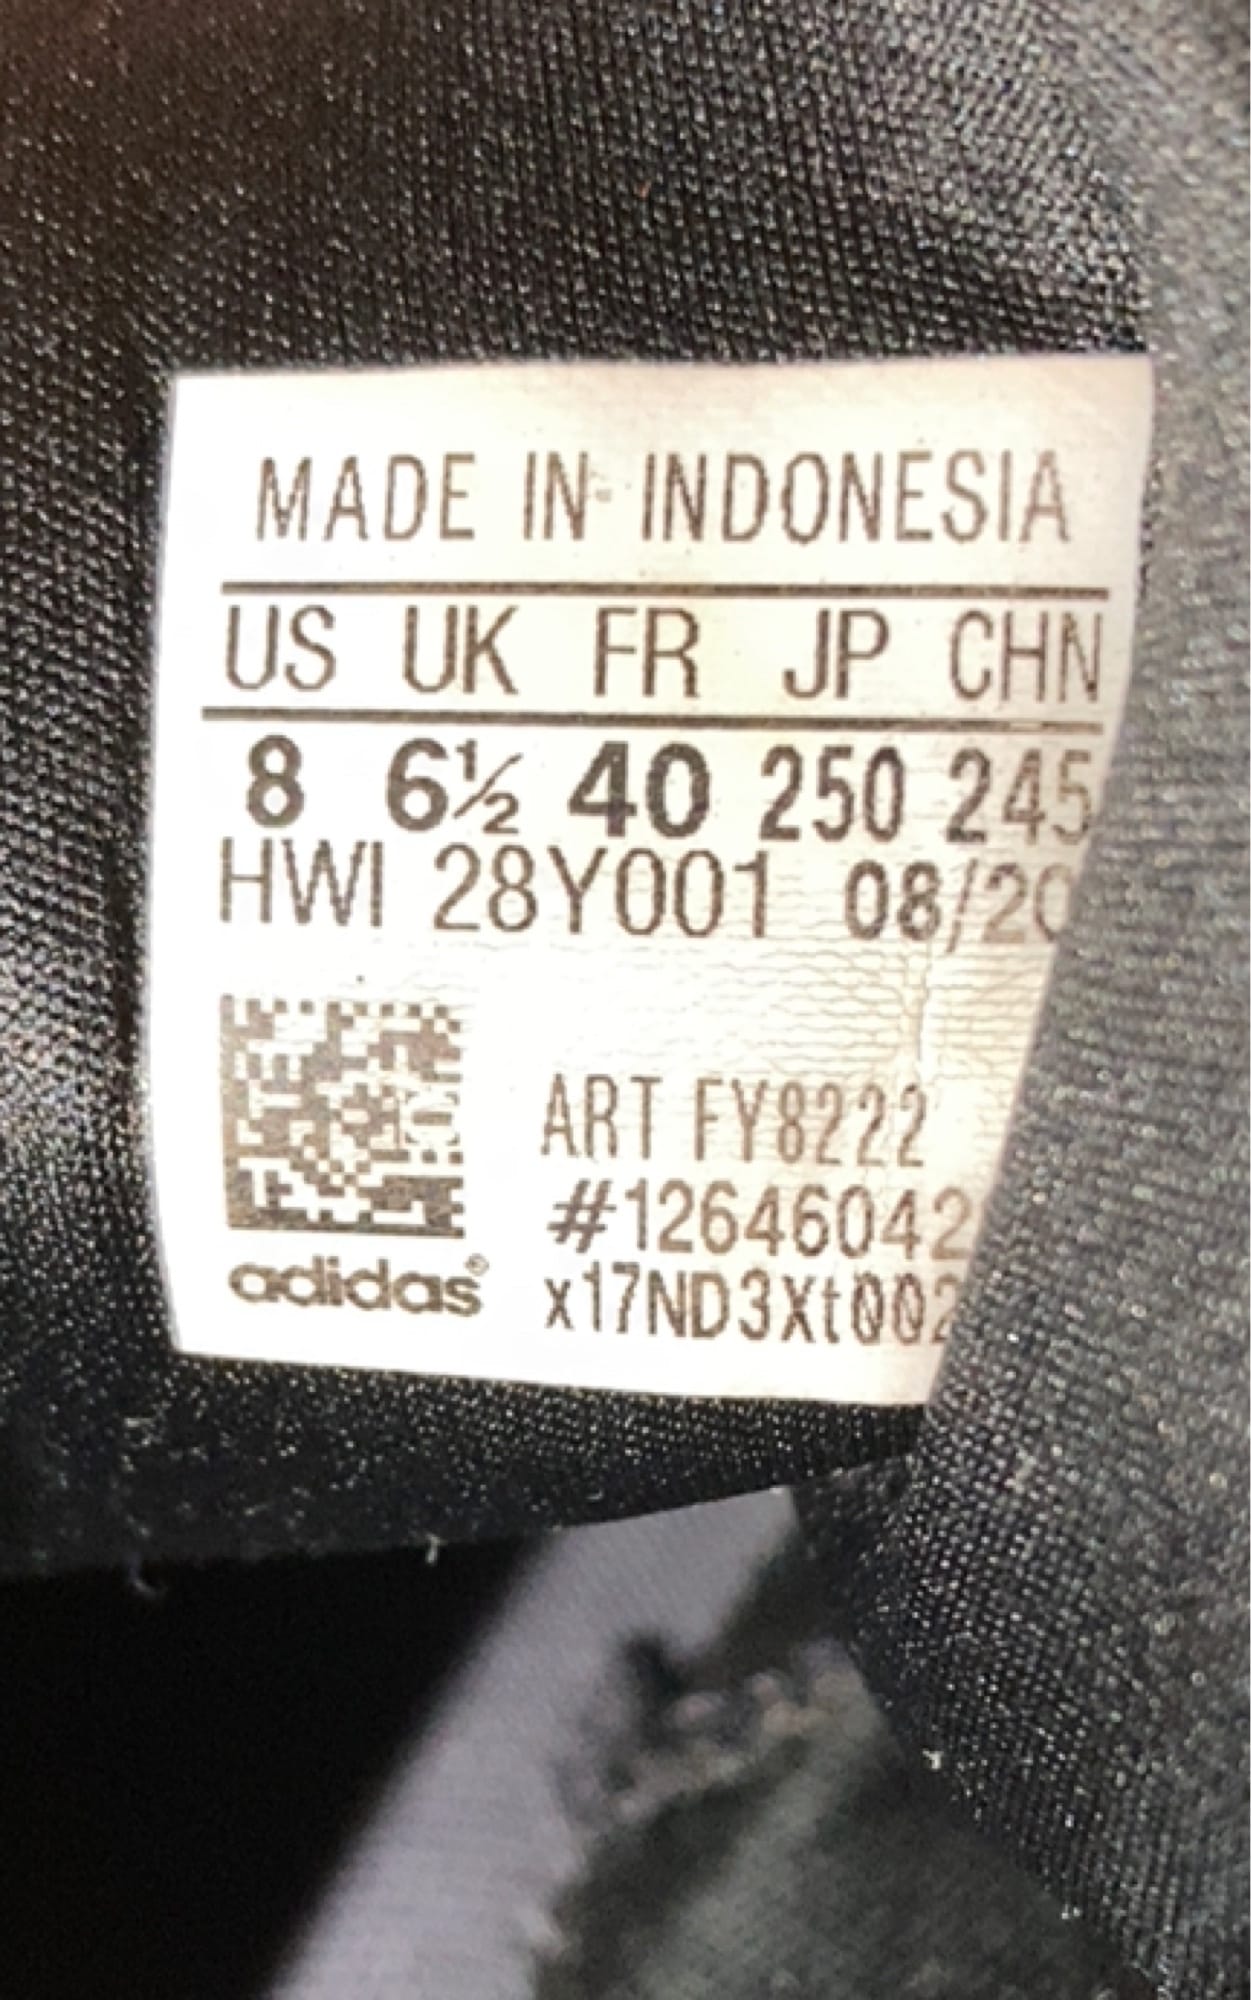 MADE IN INDONESIA
US UK FR JP CHN
8 6½ 40 250 245
HWI 28Y001 08/20
ART FY8222
#12646042
adidas® x17ND3Xt002